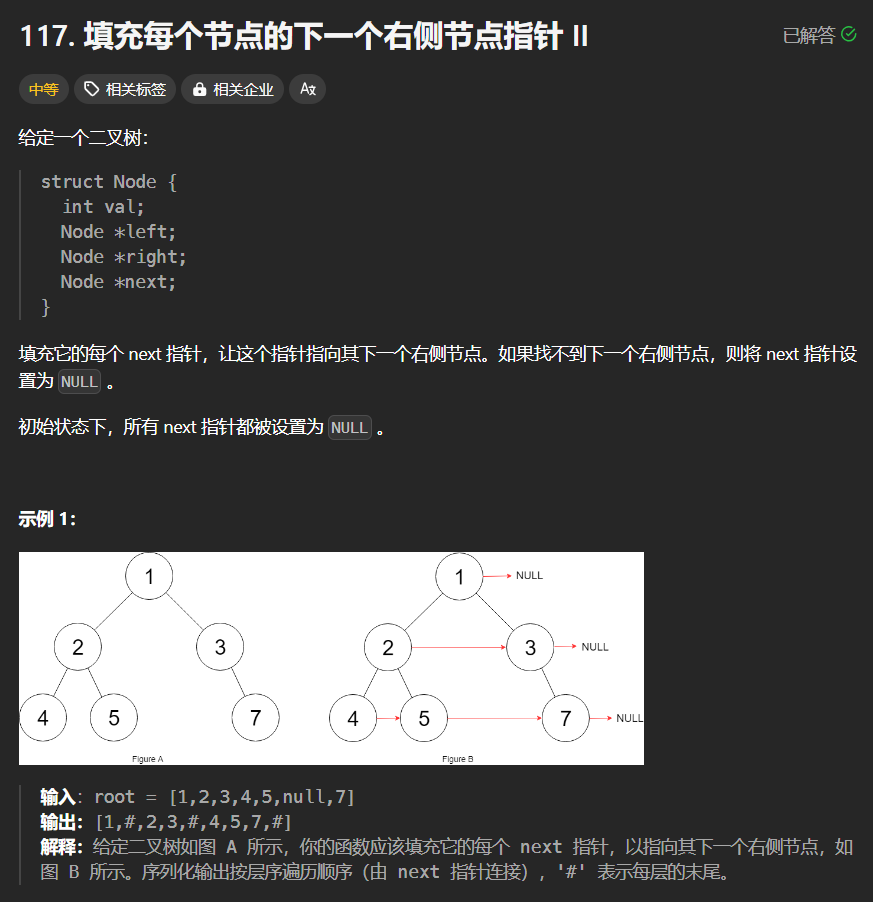 117. 填充每个节点的下一个右侧节点指针 II
已解答
中等 相关标签 相关企业 Az
给定一个二叉树：
struct Node {
  int val;
  Node *left;
  Node *right;
  Node *next;
}
填充它的每个 next 指针，让这个指针指向其下一个右侧节点。如果找不到下一个右侧节点，则将 next 指针设
置为 NULL 。
初始状态下，所有 next 指针都被设置为 NULL 。
示例 1：
1
2 3
4 5 7
Figure A
1 NULL
2 3 NULL
4 5 7 NULL
Figure B
输入：root = [1,2,3,4,5,null,7]
输出：[1,#,2,3,#,4,5,7,#]
解释：给定二叉树如图 A 所示，你的函数应该填充它的每个 next 指针，以指向其下一个右侧节点，如
图 B 所示。序列化输出按层序遍历顺序（由 next 指针连接），'#' 表示每层的末尾。